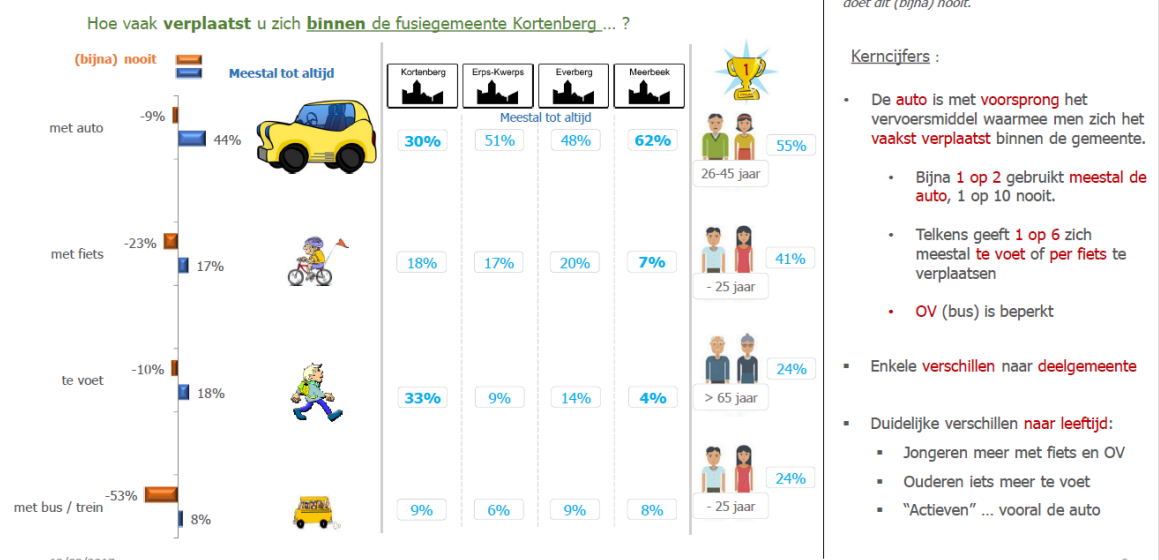 doet dit (bijna) nooit.
Hoe vaak verplaatst u zich binnen de fusiegemeente Kortenberg ... ?
(bijna) nooit
Meestal tot altijd
Kortenberg Erps-Kwerps Everberg Meerbeek
1
Meestal tot altijd
met auto -9% 44% 30% 51% 48% 62% 55%
26-45 jaar
met fiets -23% 17% 18% 17% 20% 7% 41%
- 25 jaar
te voet -10% 18% 33% 9% 14% 4% 24%
> 65 jaar
met bus / trein -53% 8% 9% 6% 9% 8% 24%
- 25 jaar
Kerncijfers :
• De auto is met voorsprong het
vervoersmiddel waarmee men zich het
vaakst verplaatst binnen de gemeente.
• Bijna 1 op 2 gebruikt meestal de
auto, 1 op 10 nooit.
• Telkens geeft 1 op 6 zich
meestal te voet of per fiets te
verplaatsen
• OV (bus) is beperkt
▪ Enkele verschillen naar deelgemeente
▪ Duidelijke verschillen naar leeftijd:
▪ Jongeren meer met fiets en OV
▪ Ouderen iets meer te voet
▪ “Actieven” ... vooral de auto